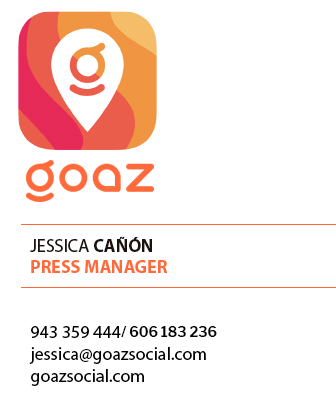 g
goaz
JESSICA CAÑÓN
PRESS MANAGER
943 359 444/ 606 183 236
jessica@goazsocial.com
goazsocial.com